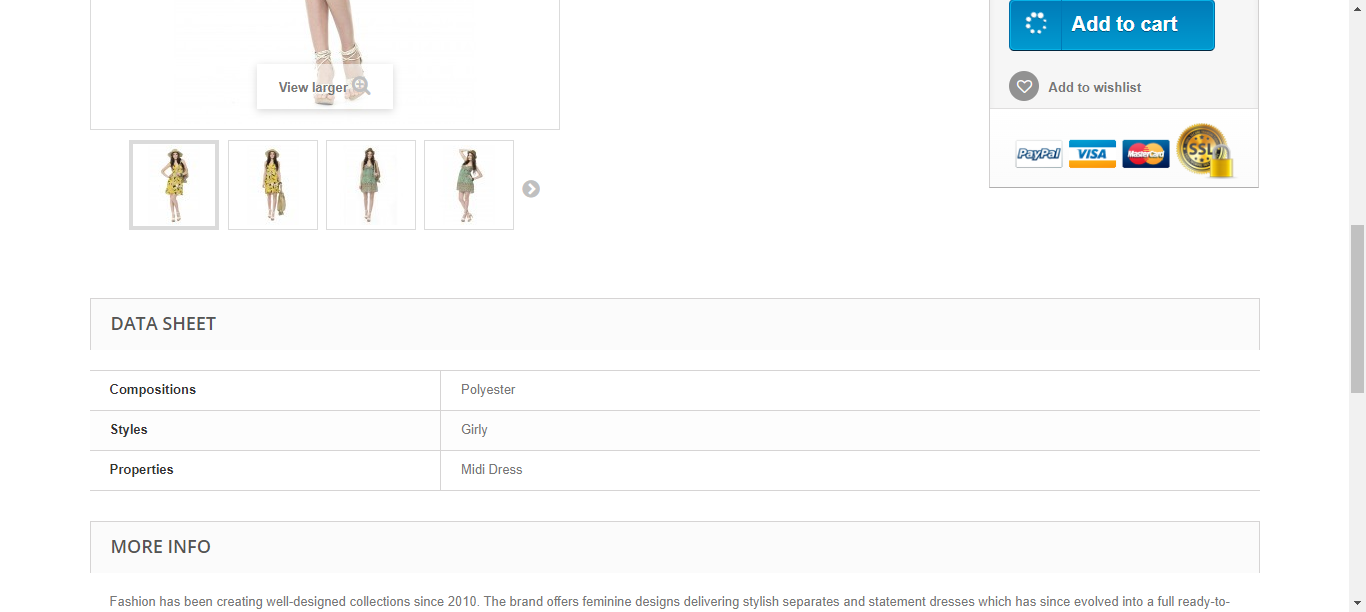 Add to cart
View larger
Add to wishlist
PayPal VISA MasterCard SSL
DATA SHEET
Compositions Polyester
Styles Girly
Properties Midi Dress
MORE INFO
Fashion has been creating well-designed collections since 2010. The brand offers feminine designs delivering stylish separates and statement dresses which has since evolved into a full ready-to-